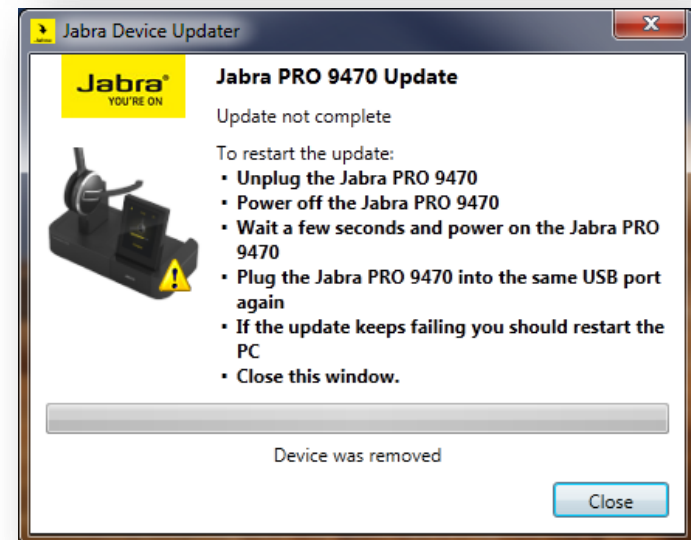 Jabra Device Updater
Jabra®
YOU'RE ON
Jabra PRO 9470 Update
Update not complete
To restart the update:
▪ Unplug the Jabra PRO 9470
▪ Power off the Jabra PRO 9470
▪ Wait a few seconds and power on the Jabra PRO
9470
▪ Plug the Jabra PRO 9470 into the same USB port
again
▪ If the update keeps failing you should restart the
PC
▪ Close this window.
Device was removed
Close